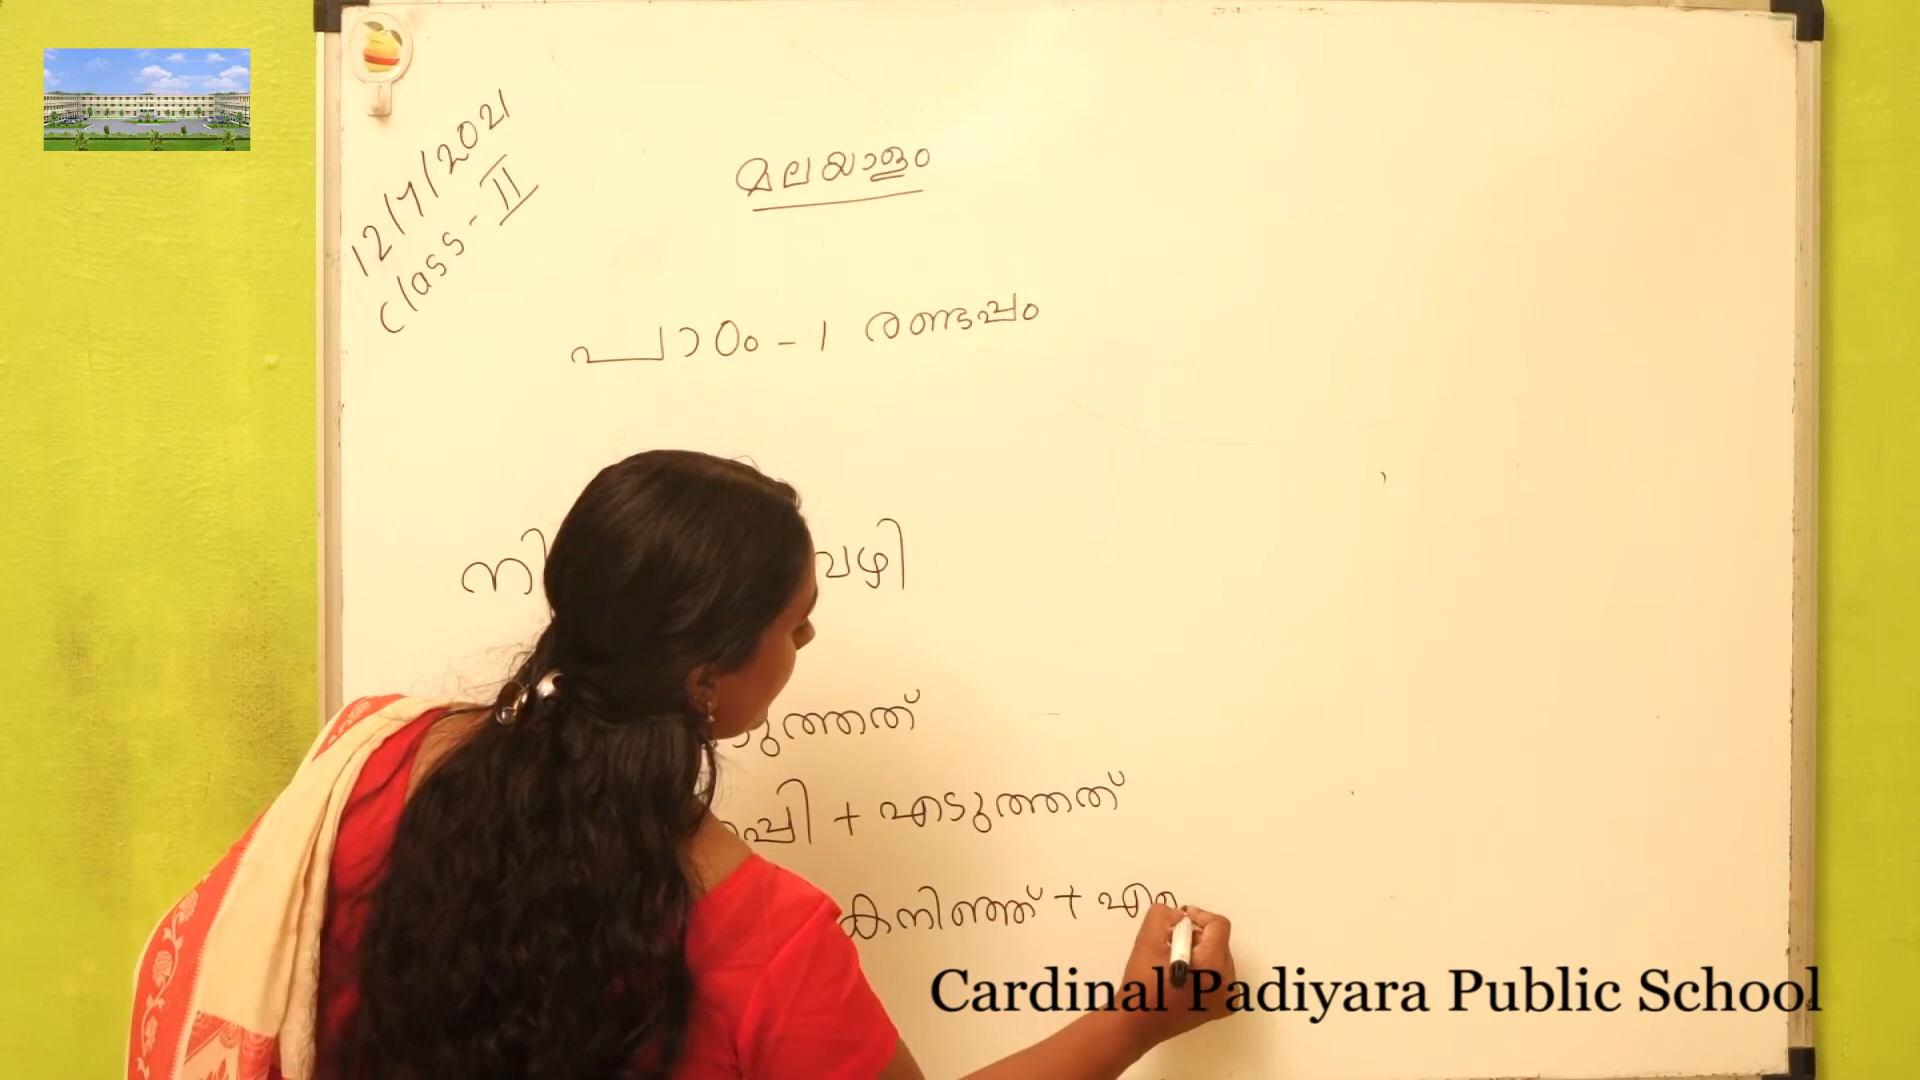 12/7/2021
Class - II
മലയാളം
പാഠം - 1 രണ്ടപ്പം
വഴി
ടുത്തത്
പ്പി + എടുത്തത്
കനിഞ്ഞ് + എ
Cardinal Padiyara Public School